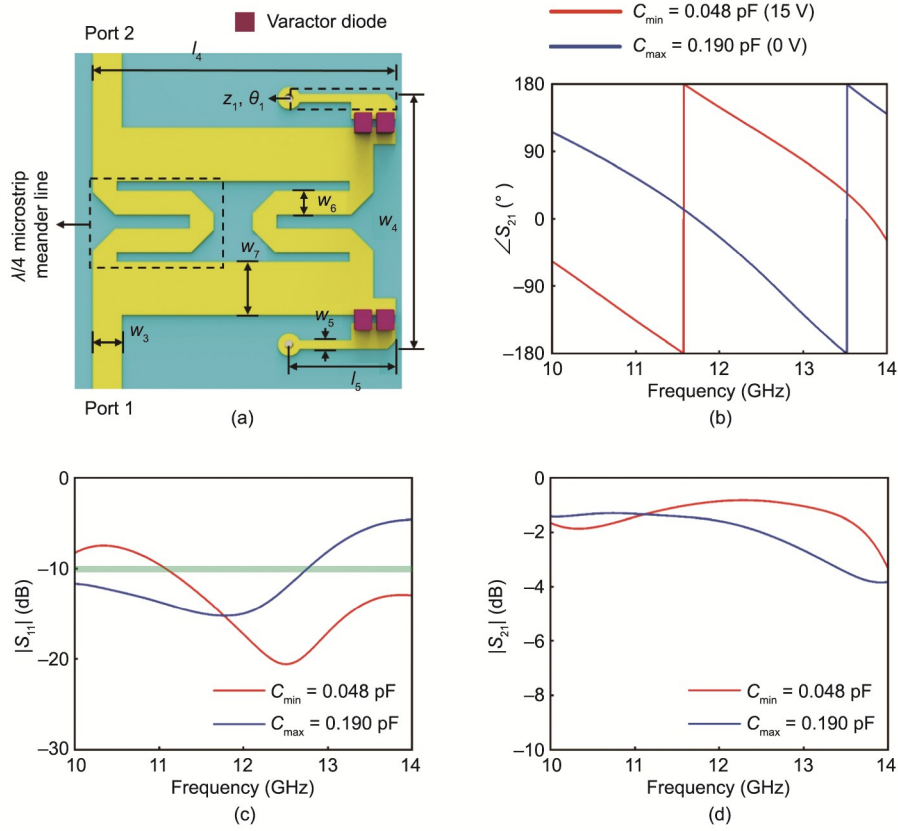 Varactor diode
Port 2
l4
z1, θ1
λ/4 microstrip
meander line
w6
w4
w7
w5
w3
l5
Port 1
(a)
Cmin = 0.048 pF (15 V)
Cmax = 0.190 pF (0 V)
180
90
0
−90
−180
∠S21 (°)
10 11 12 13 14
Frequency (GHz)
(b)
0
−10
−20
−30
|S11| (dB)
Cmin = 0.048 pF
Cmax = 0.190 pF
10 11 12 13 14
Frequency (GHz)
(c)
0
−2
−4
−6
−8
−10
|S21| (dB)
Cmin = 0.048 pF
Cmax = 0.190 pF
10 11 12 13 14
Frequency (GHz)
(d)